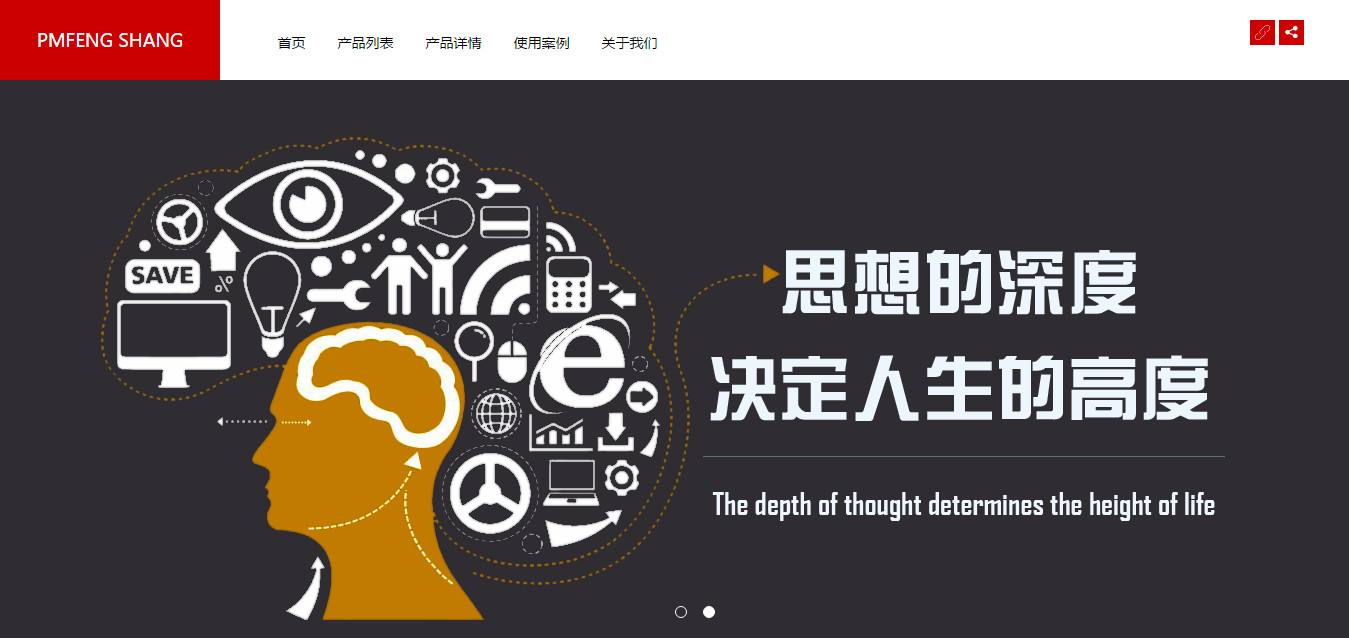 PMFENG SHANG
首页 产品列表 产品详情 使用案例 关于我们
SAVE
%
e
思想的深度
决定人生的高度
The depth of thought determines the height of life